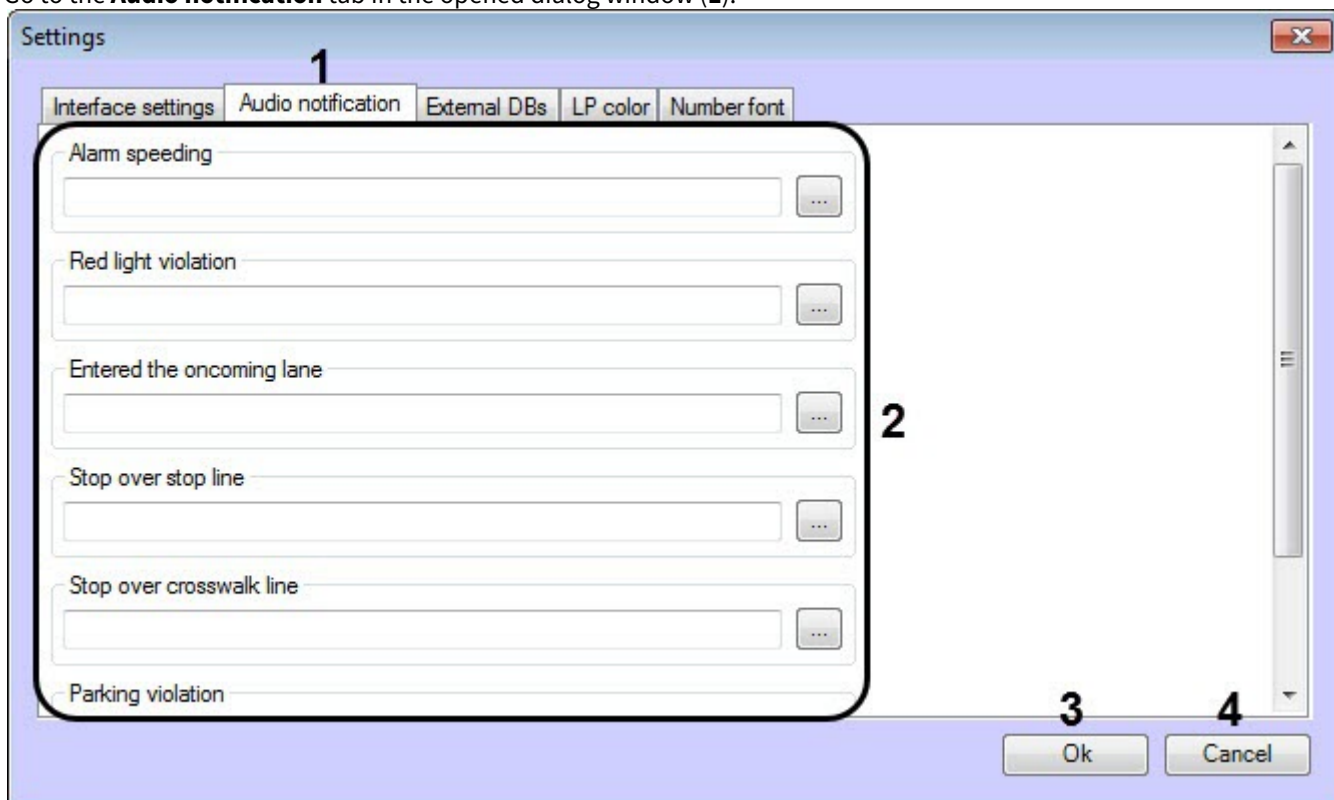 Go to the Audio notification tab in the opened dialog window (1).
Settings
1
Interface settings Audio notification External DBs LP color Number font
Alarm speeding
...
Red light violation
...
Entered the oncoming lane
...
2
Stop over stop line
...
Stop over crosswalk line
...
Parking violation
3 4
Ok Cancel